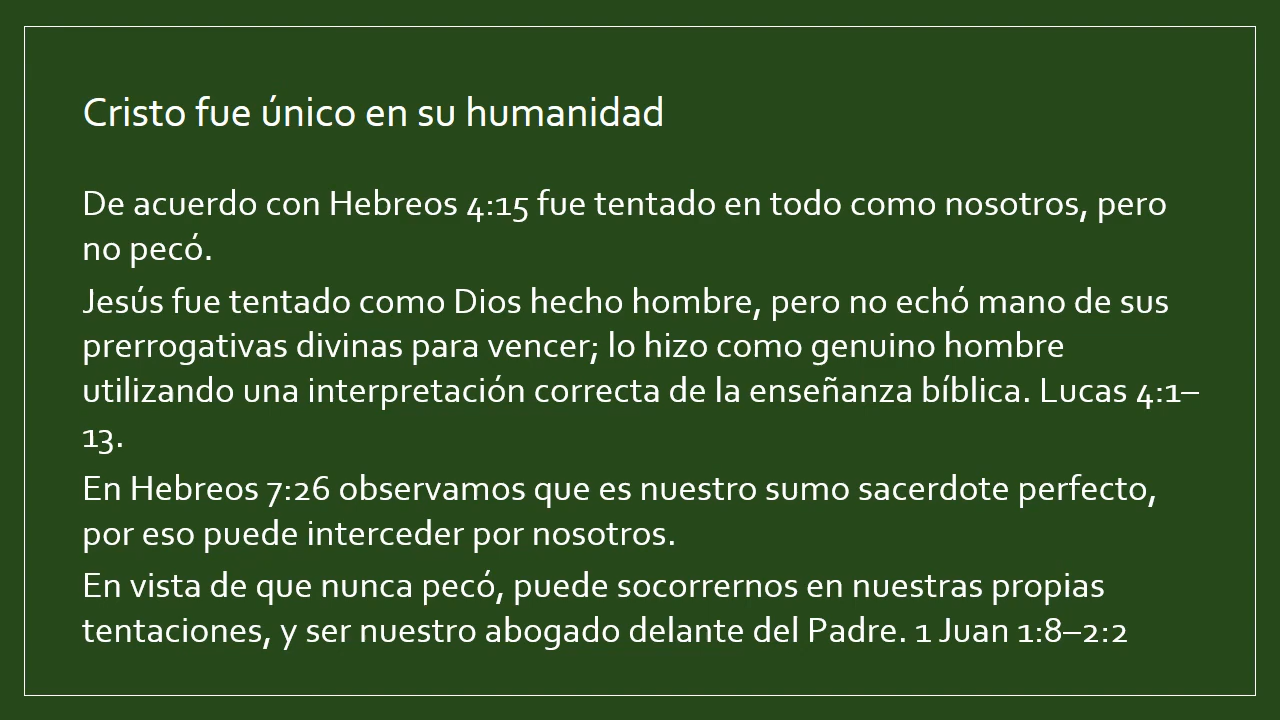 Cristo fue único en su humanidad
De acuerdo con Hebreos 4:15 fue tentado en todo como nosotros, pero
no pecó.
Jesús fue tentado como Dios hecho hombre, pero no echó mano de sus
prerrogativas divinas para vencer; lo hizo como genuino hombre
utilizando una interpretación correcta de la enseñanza bíblica. Lucas 4:1–
13.
En Hebreos 7:26 observamos que es nuestro sumo sacerdote perfecto,
por eso puede interceder por nosotros.
En vista de que nunca pecó, puede socorrernos en nuestras propias
tentaciones, y ser nuestro abogado delante del Padre. 1 Juan 1:8–2:2